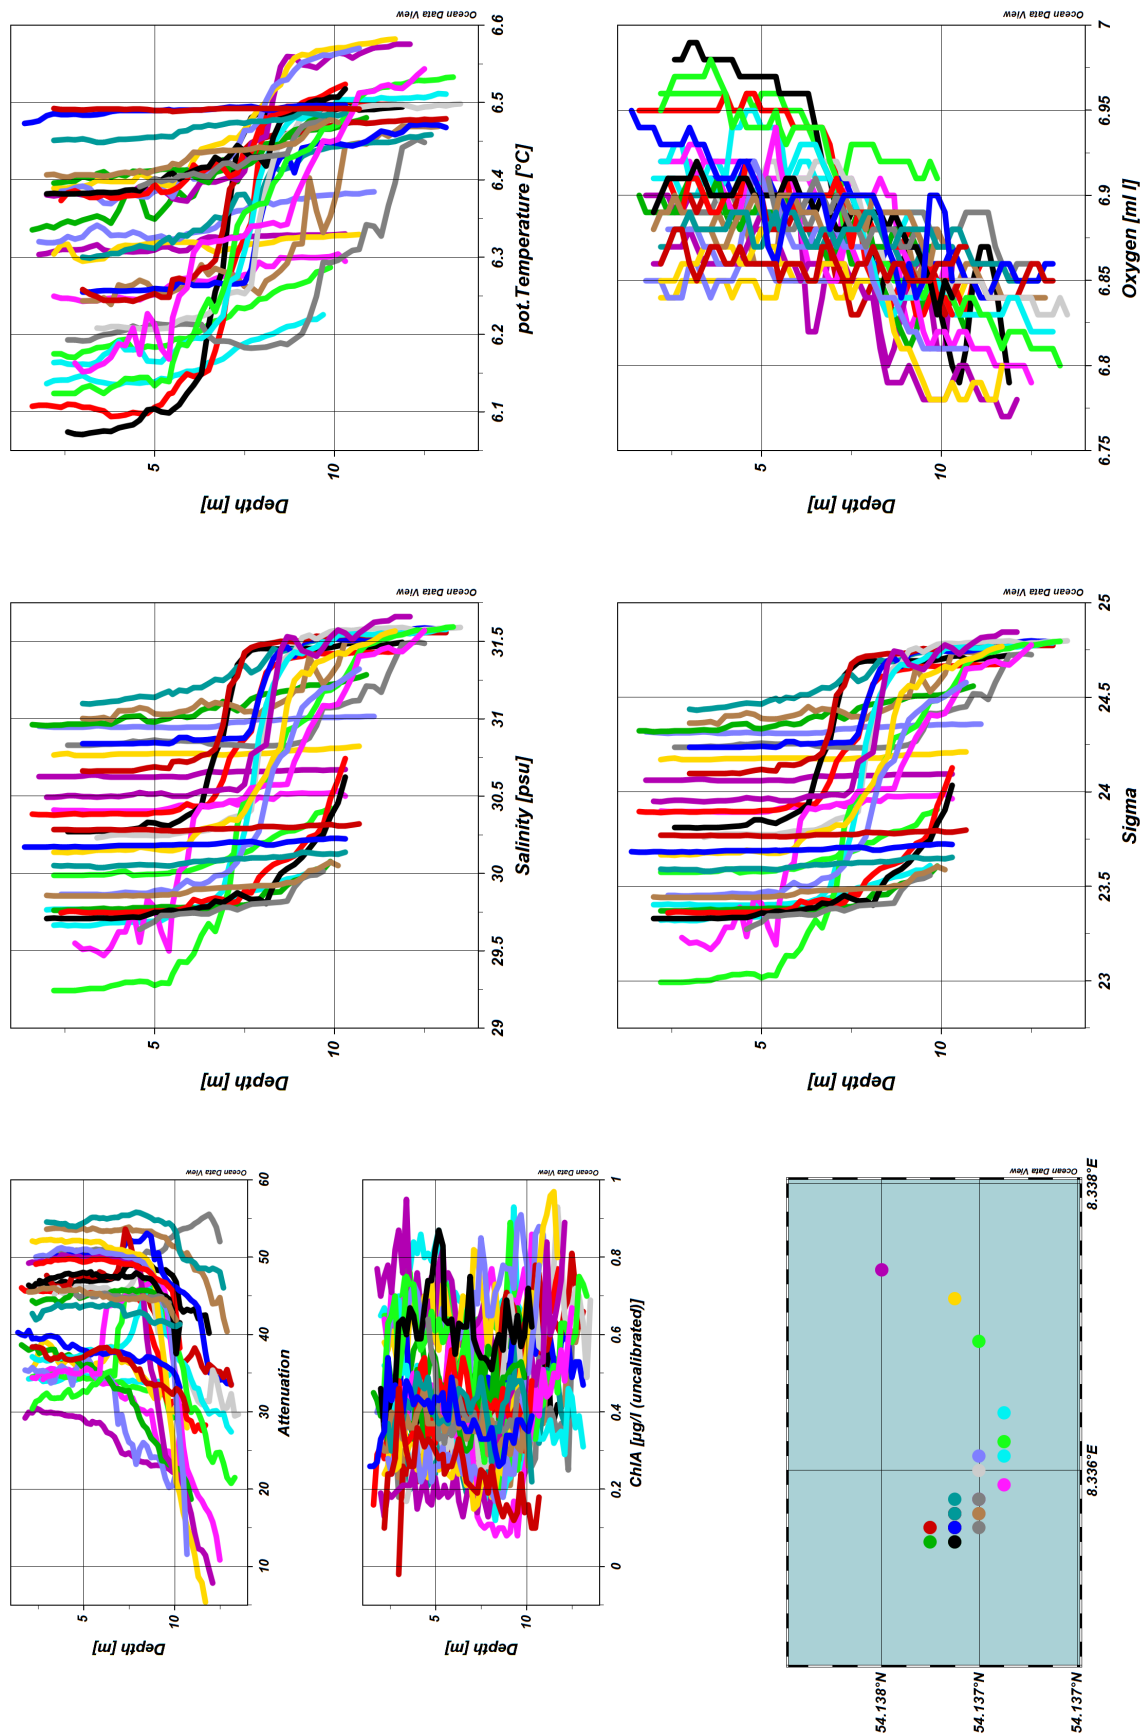 Depth [m]
5
10
10
20
30
40
50
60
Attenuation
Ocean Data View
Depth [m]
5
10
29
29.5
30
30.5
31
31.5
Salinity [psu]
Ocean Data View
Depth [m]
5
10
6.1
6.2
6.3
6.4
6.5
6.6
pot.Temperature [°C]
Ocean Data View
Depth [m]
5
10
0
0.2
0.4
0.6
0.8
1
ChlA [µg/l (uncalibrated)]
Ocean Data View
54.138°N
54.137°N
54.137°N
8.336°E
8.338°E
Ocean Data View
Depth [m]
5
10
23
23.5
24
24.5
25
Sigma
Ocean Data View
Depth [m]
5
10
6.75
6.8
6.85
6.9
6.95
7
Oxygen [ml l]
Ocean Data View